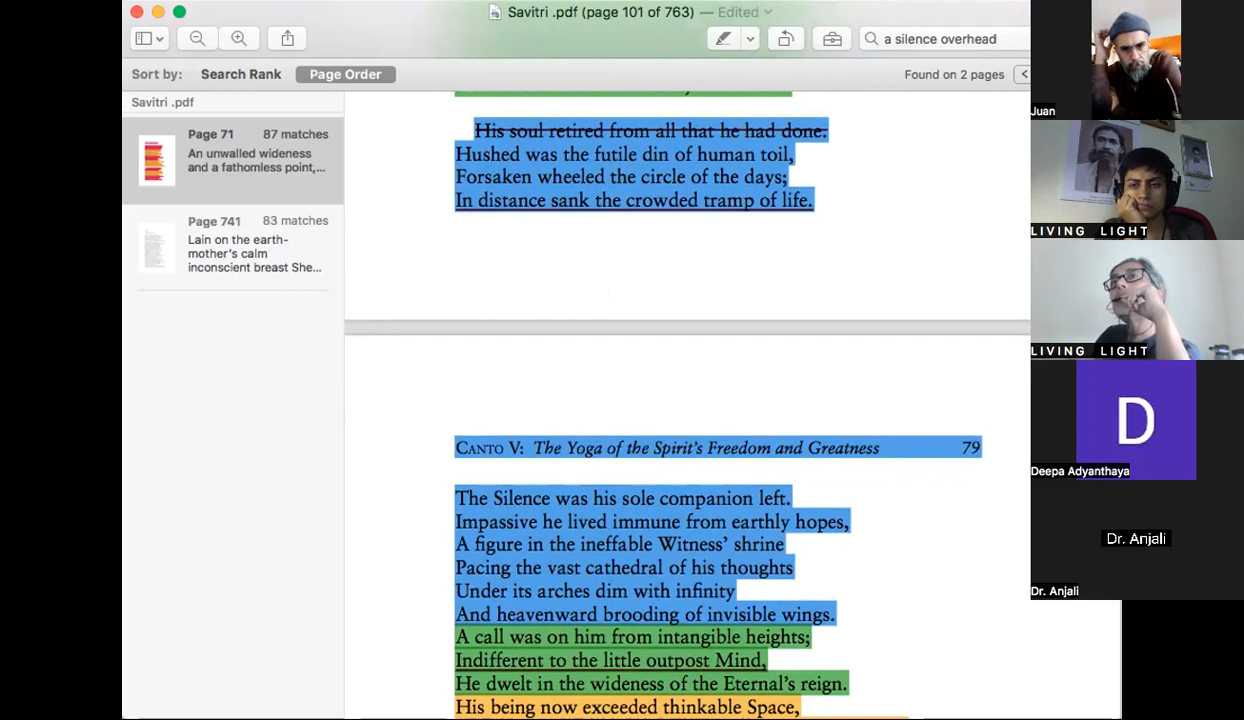 Savitri .pdf (page 101 of 763) — Edited
a silence overhead
Sort by:
Search Rank
Page Order
Found on 2 pages
Savitri .pdf
Page 71
87 matches
An unwalled wideness
and a fathomless point,...
Page 741
83 matches
Lain on the earth-
mother's calm
inconscient breast She...
His soul retired from all that he had done.
Hushed was the futile din of human toil,
Forsaken wheeled the circle of the days;
In distance sank the crowded tramp of life.
CANTO V: The Yoga of the Spirit's Freedom and Greatness 79
The Silence was his sole companion left.
Impassive he lived immune from earthly hopes,
A figure in the ineffable Witness' shrine
Pacing the vast cathedral of his thoughts
Under its arches dim with infinity
And heavenward brooding of invisible wings.
A call was on him from intangible heights;
Indifferent to the little outpost Mind,
He dwelt in the wideness of the Eternal's reign.
His being now exceeded thinkable Space,
Juan
LIVING LIGHT
LIVING LIGHT
D
Deepa Adyanthaya
Dr. Anjali
Dr. Anjali